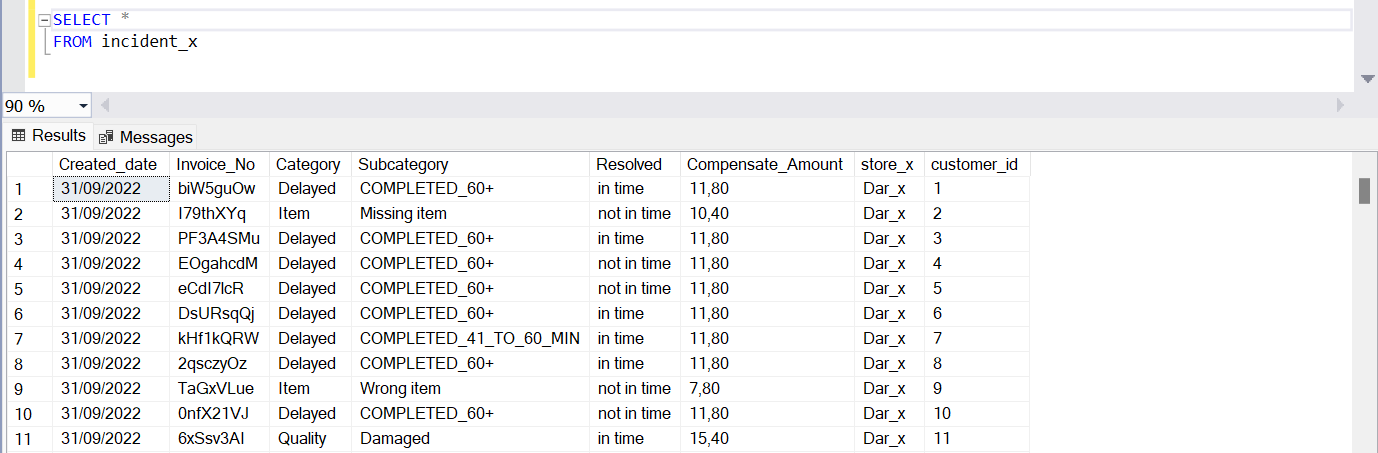 SELECT *
FROM incident_x
90 %
Results Messages
Created_date Invoice_No Category Subcategory Resolved Compensate_Amount store_x customer_id
1 31/09/2022 biW5guOw Delayed COMPLETED_60+ in time 11,80 Dar_x 1
2 31/09/2022 I79thXYq Item Missing item not in time 10,40 Dar_x 2
3 31/09/2022 PF3A4SMu Delayed COMPLETED_60+ in time 11,80 Dar_x 3
4 31/09/2022 EOgahcdM Delayed COMPLETED_60+ not in time 11,80 Dar_x 4
5 31/09/2022 eCdI7lcR Delayed COMPLETED_60+ not in time 11,80 Dar_x 5
6 31/09/2022 DsURsqQj Delayed COMPLETED_60+ in time 11,80 Dar_x 6
7 31/09/2022 kHf1kQRW Delayed COMPLETED_41_TO_60_MIN in time 11,80 Dar_x 7
8 31/09/2022 2qsczyOz Delayed COMPLETED_60+ in time 11,80 Dar_x 8
9 31/09/2022 TaGxVLue Item Wrong item not in time 7,80 Dar_x 9
10 31/09/2022 0nfX21VJ Delayed COMPLETED_60+ not in time 11,80 Dar_x 10
11 31/09/2022 6xSsv3AI Quality Damaged in time 15,40 Dar_x 11